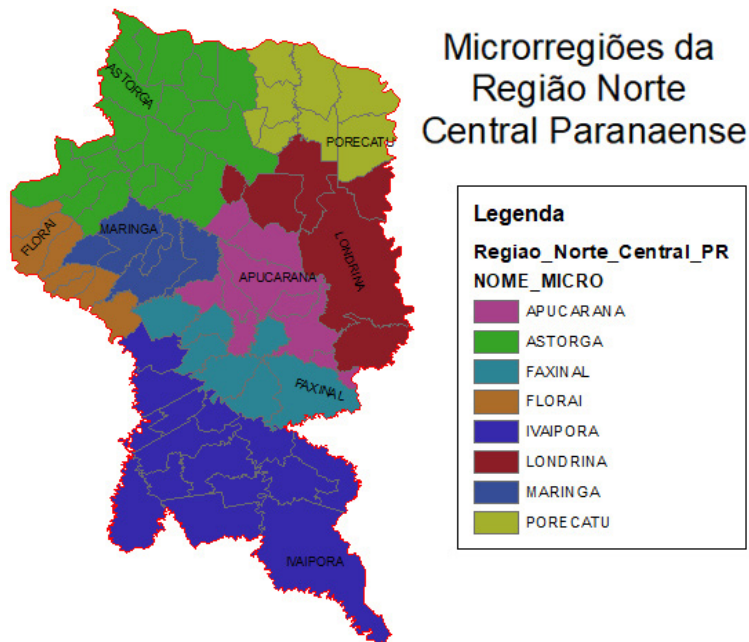 Microrregiões da
Região Norte
Central Paranaense
ASTORGA
PORECATU
FLORAI
MARINGA
LONDRINA
APUCARANA
FAXINAL
IVAIPORA
Legenda
Regiao_Norte_Central_PR
NOME_MICRO
APUCARANA
ASTORGA
FAXINAL
FLORAI
IVAIPORA
LONDRINA
MARINGA
PORECATU